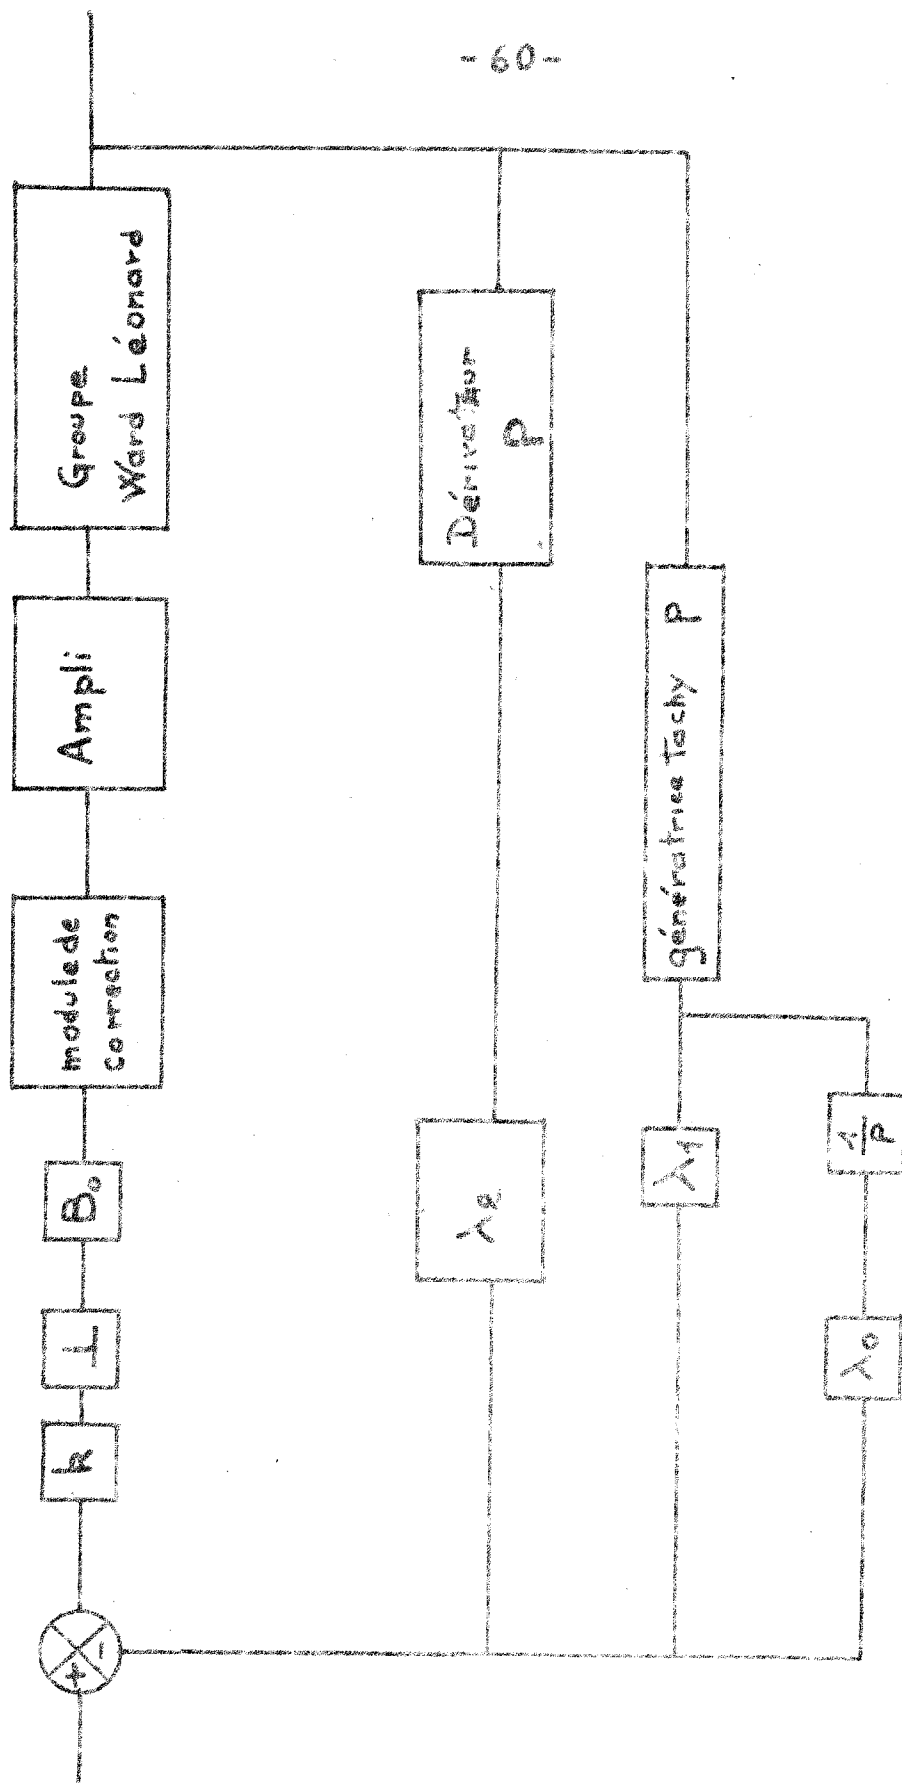 - 60 -
+
-
k
B₀
module de
correction
Ampli
Groupe
Ward Léonard
λ2
Dérivateur
P
λ1
génératrice Tachy P
λ0
1/P